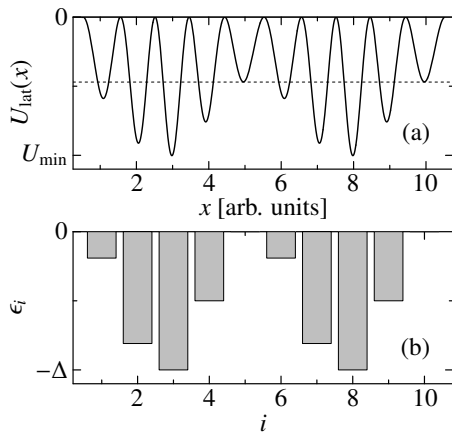 0
U_lat(x)
U_min
(a)
2 4 6 8 10
x [arb. units]
0
ϵ_i
−Δ
(b)
2 4 6 8 10
i